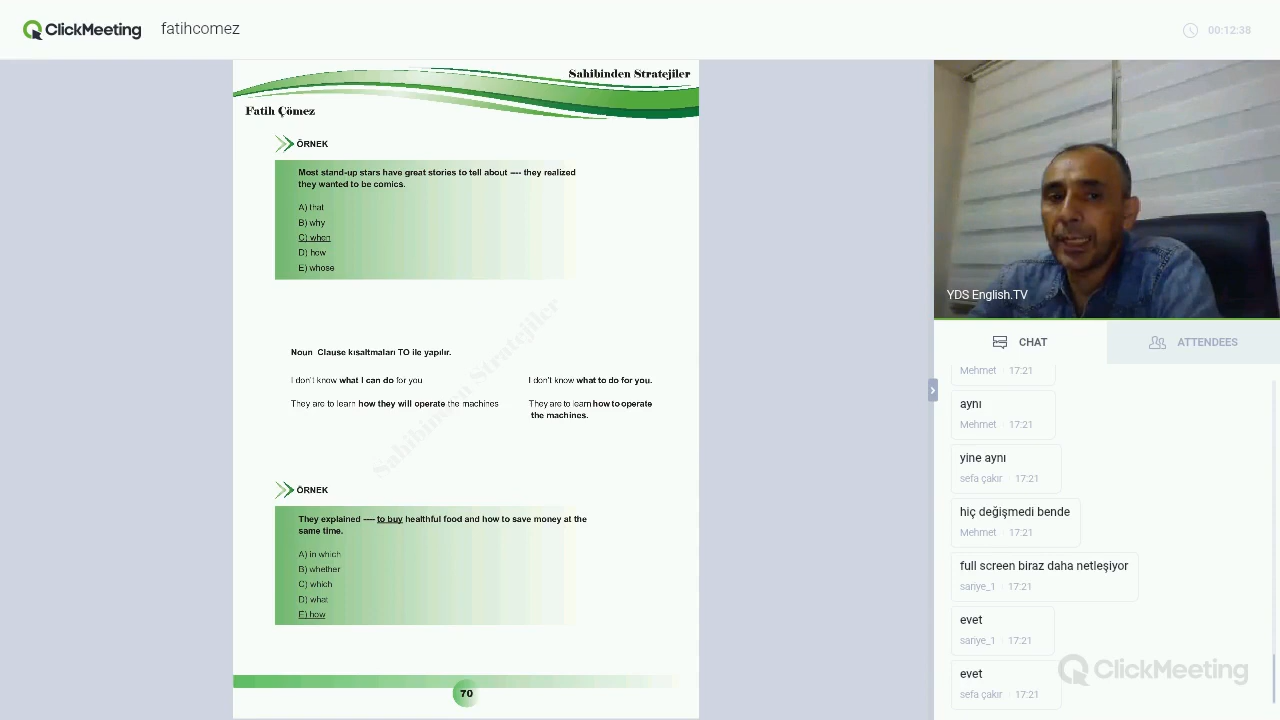 ClickMeeting
fatihcomez
00:12:38
Sahibinden Stratejiler
Fatih Çömez
ÖRNEK
Most stand-up stars have great stories to tell about ---- they realized
they wanted to be comics.
A) that
B) why
C) when
D) how
E) whose
Noun Clause kısaltmaları TO ile yapılır.
I don't know what I can do for you
I don't know what to do for you.
They are to learn how they will operate the machines
They are to learn how to operate
the machines.
Sahibinden Stratejiler
ÖRNEK
They explained ---- to buy healthful food and how to save money at the
same time.
A) in which
B) whether
C) which
D) what
E) how
70
YDS English.TV
CHAT
ATTENDEES
Mehmet · 17:21
aynı
Mehmet · 17:21
yine aynı
sefa çakır · 17:21
hiç değişmedi bende
Mehmet · 17:21
full screen biraz daha netleşiyor
sariye_1 · 17:21
evet
sariye_1 · 17:21
evet
sefa çakır · 17:21
ClickMeeting